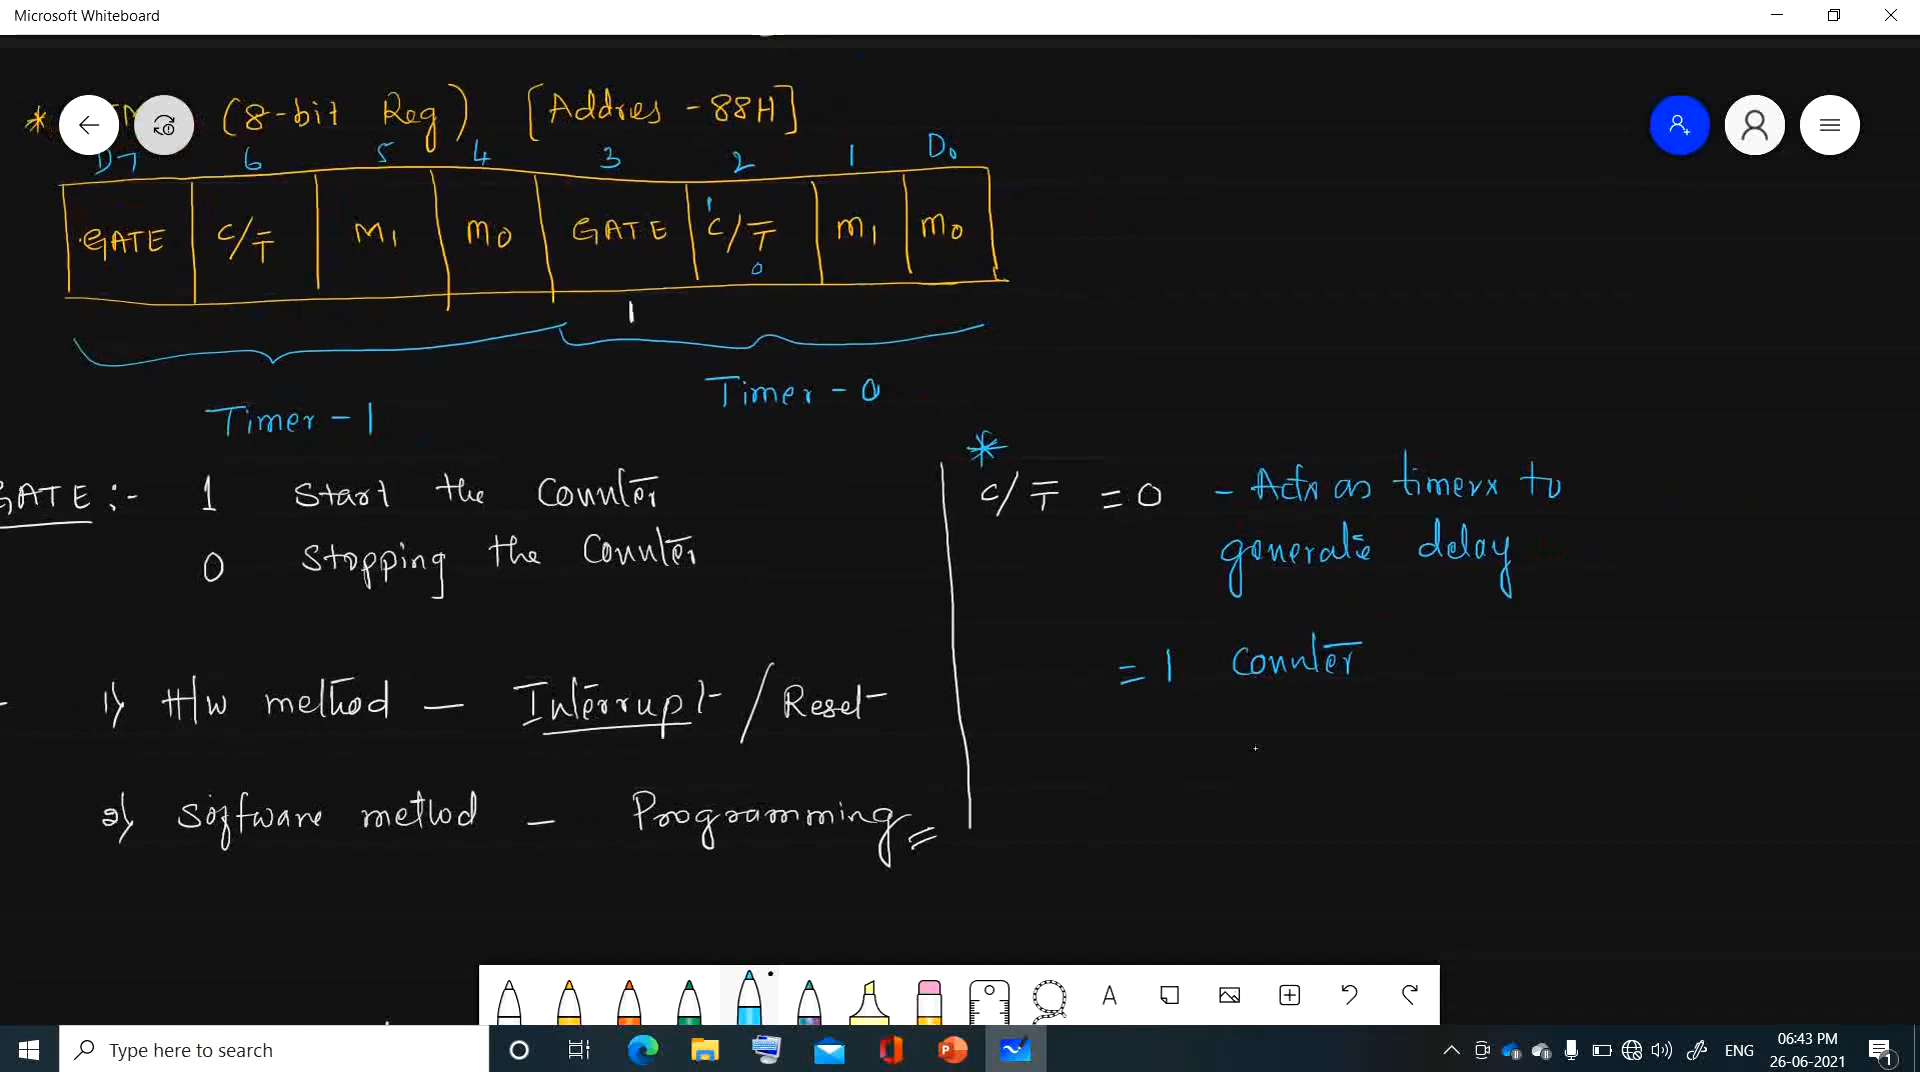 Microsoft Whiteboard
* (8-bit Reg) [Addres - 88H]
D7 6 5 4 3 2 1 D0
GATE C/T̅ M1 M0 GATE C/T̅ M1 M0
1 0
1
Timer - 1 Timer - 0
GATE :- 1 Start the Counter
0 Stopping the Counter
1) H/w method — Interrupt / Reset
2) Software method - Programming =
*
C/T̅ = 0 - Acts as timer to
generate delay
= 1 Counter
A
Type here to search
ENG
06:43 PM
26-06-2021
1